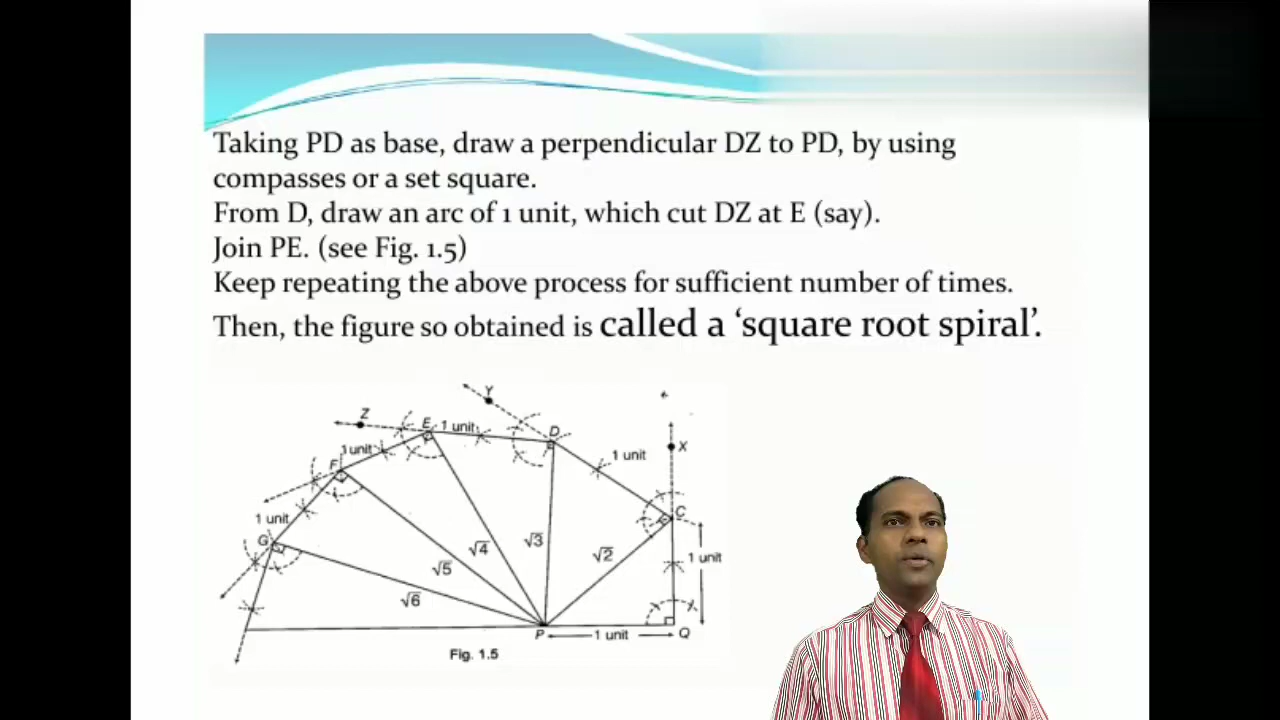 Taking PD as base, draw a perpendicular DZ to PD, by using
compasses or a set square.
From D, draw an arc of 1 unit, which cut DZ at E (say).
Join PE. (see Fig. 1.5)
Keep repeating the above process for sufficient number of times.
Then, the figure so obtained is called a ‘square root spiral’.
Y
Z
E
1 unit
D
X
1 unit
F
1 unit
C
1 unit
G
√3
√4
√2
1 unit
√5
√6
P
1 unit
Q
Fig. 1.5